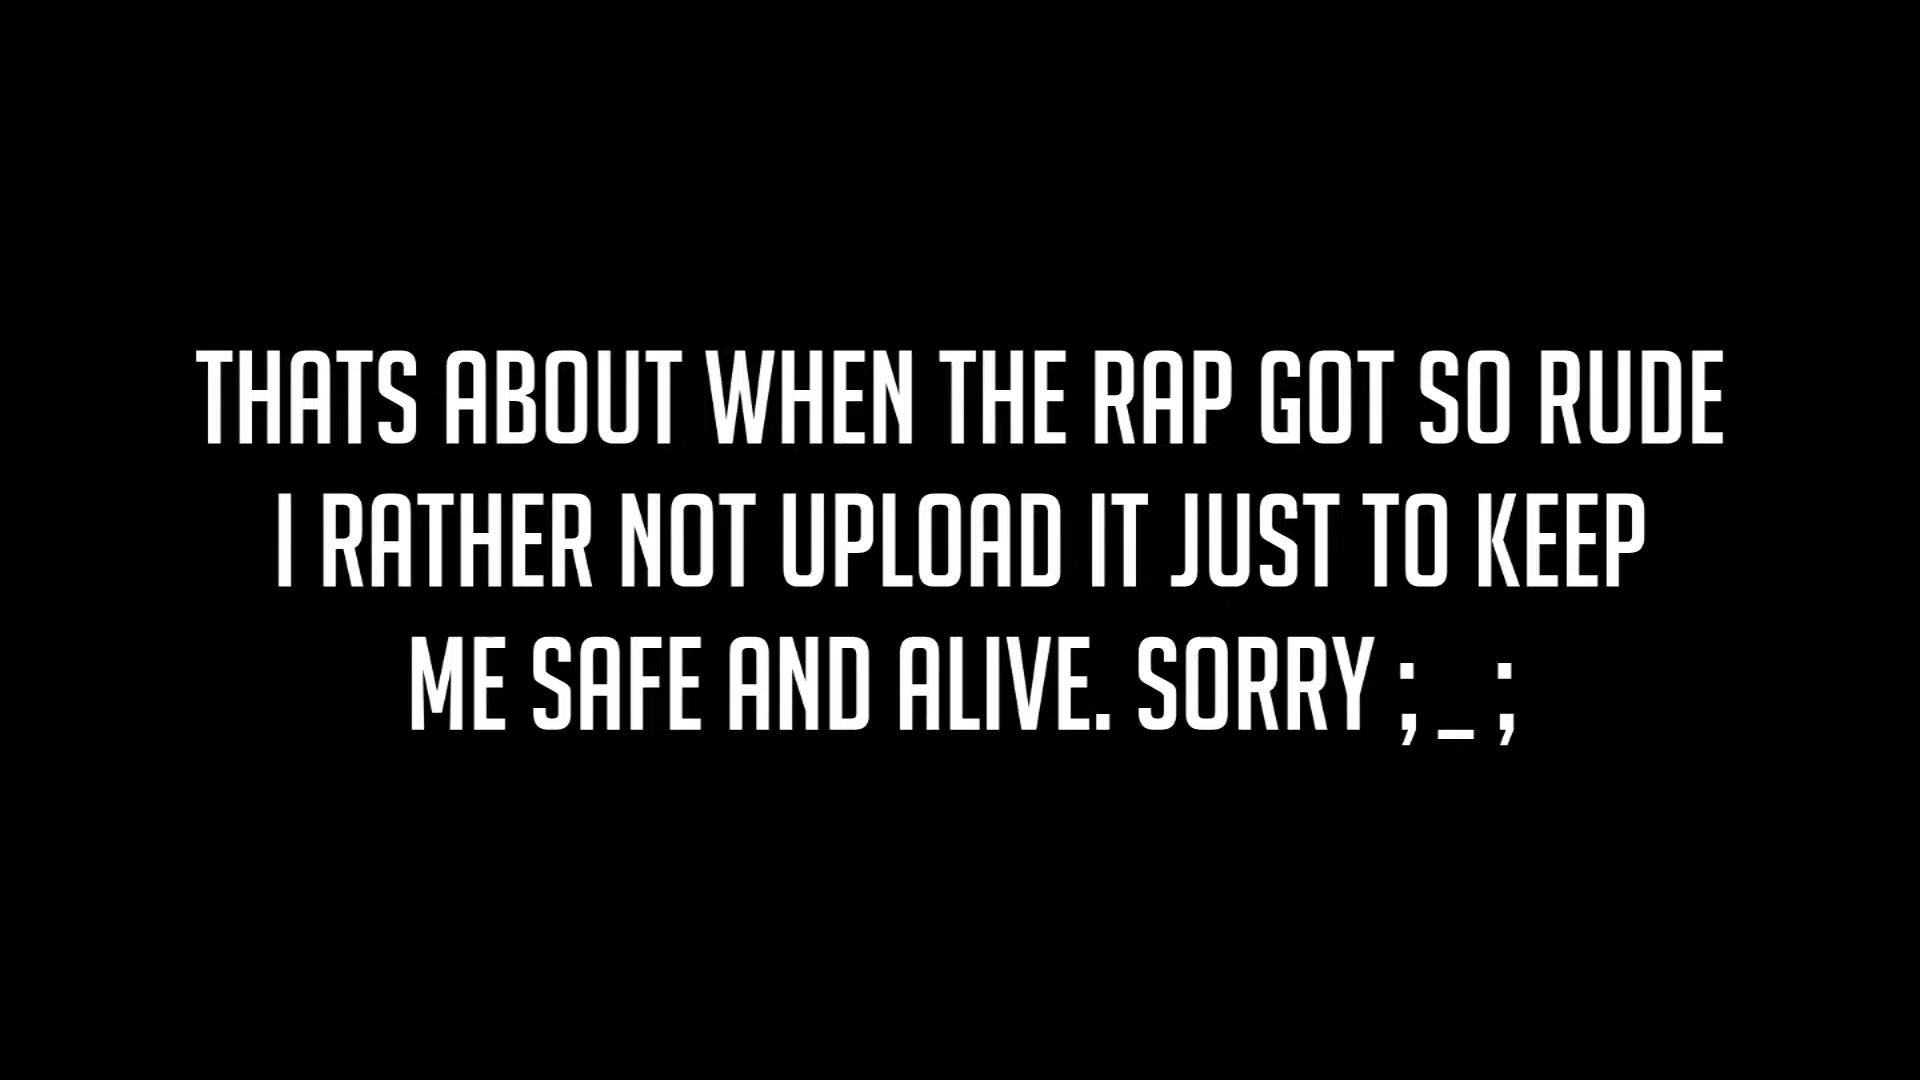 THATS ABOUT WHEN THE RAP GOT SO RUDE
I RATHER NOT UPLOAD IT JUST TO KEEP
ME SAFE AND ALIVE. SORRY ;_;